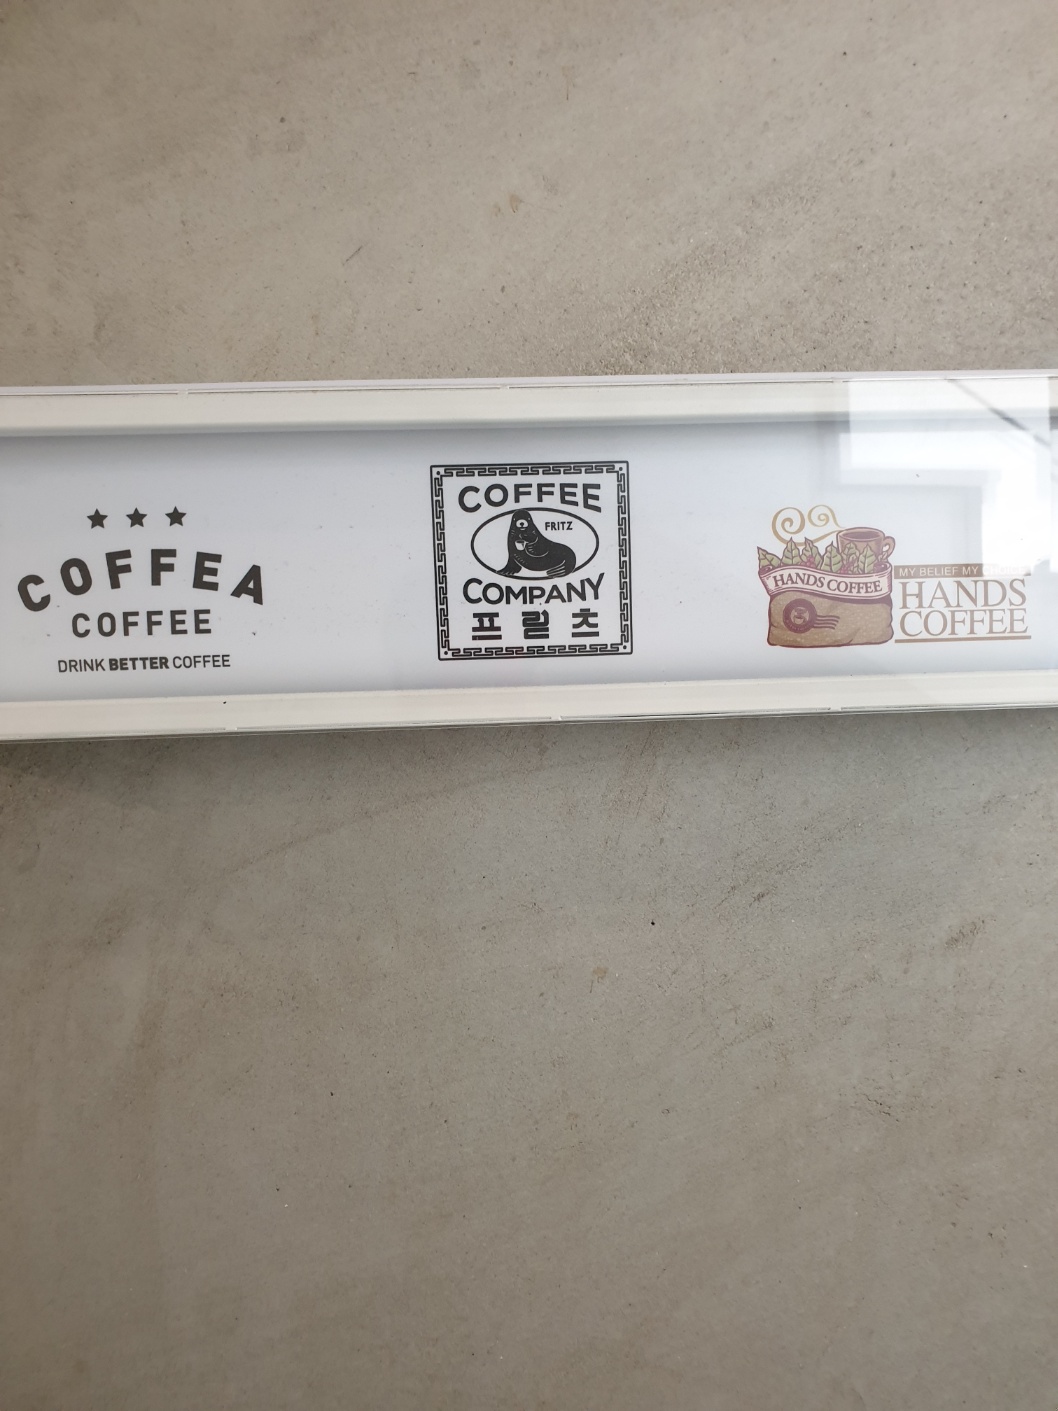 COFFEA
COFFEE
DRINK BETTER COFFEE
COFFEE
FRITZ
COMPANY
프릳츠
HANDS COFFEE
MY BELIEF MY
HANDS
COFFEE